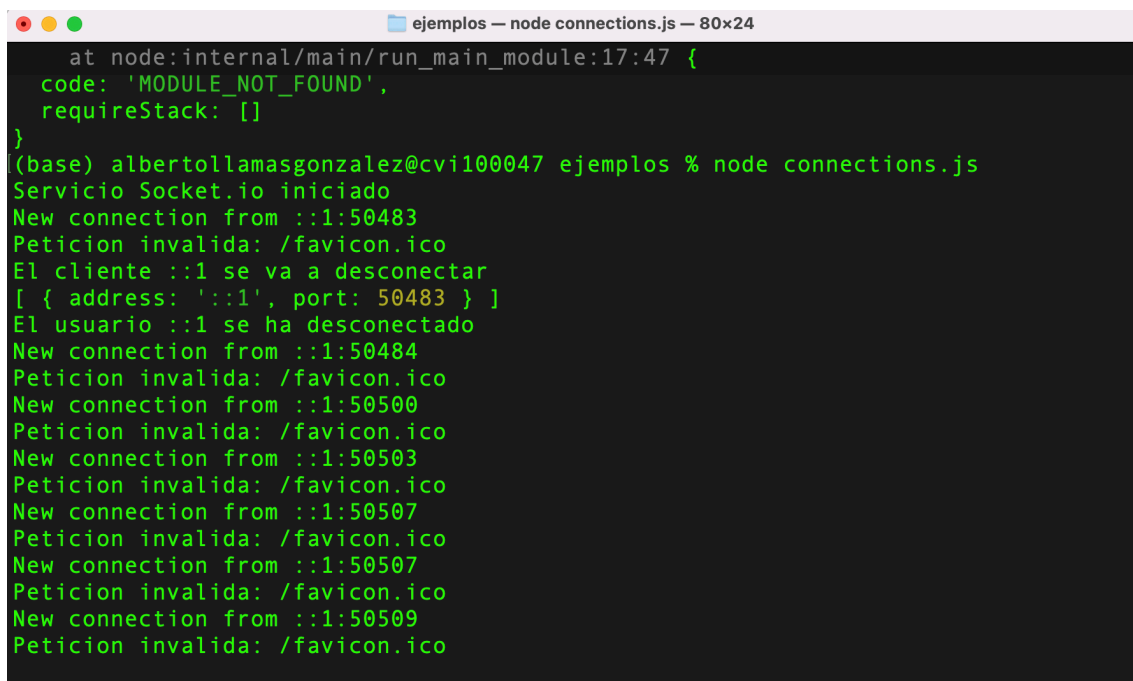 ejemplos — node connections.js — 80×24
    at node:internal/main/run_main_module:17:47 {
  code: 'MODULE_NOT_FOUND',
  requireStack: []
}
[(base) albertollamasgonzalez@cvi100047 ejemplos % node connections.js
Servicio Socket.io iniciado
New connection from ::1:50483
Peticion invalida: /favicon.ico
El cliente ::1 se va a desconectar
[ { address: '::1', port: 50483 } ]
El usuario ::1 se ha desconectado
New connection from ::1:50484
Peticion invalida: /favicon.ico
New connection from ::1:50500
Peticion invalida: /favicon.ico
New connection from ::1:50503
Peticion invalida: /favicon.ico
New connection from ::1:50507
Peticion invalida: /favicon.ico
New connection from ::1:50507
Peticion invalida: /favicon.ico
New connection from ::1:50509
Peticion invalida: /favicon.ico